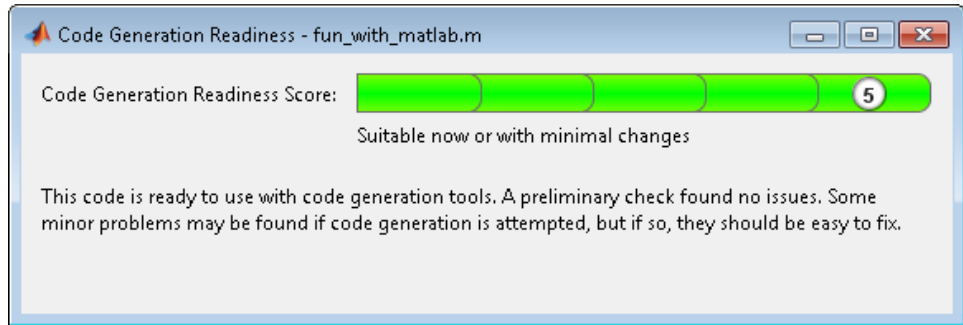 Code Generation Readiness - fun_with_matlab.m
Code Generation Readiness Score:
5
Suitable now or with minimal changes
This code is ready to use with code generation tools. A preliminary check found no issues. Some
minor problems may be found if code generation is attempted, but if so, they should be easy to fix.